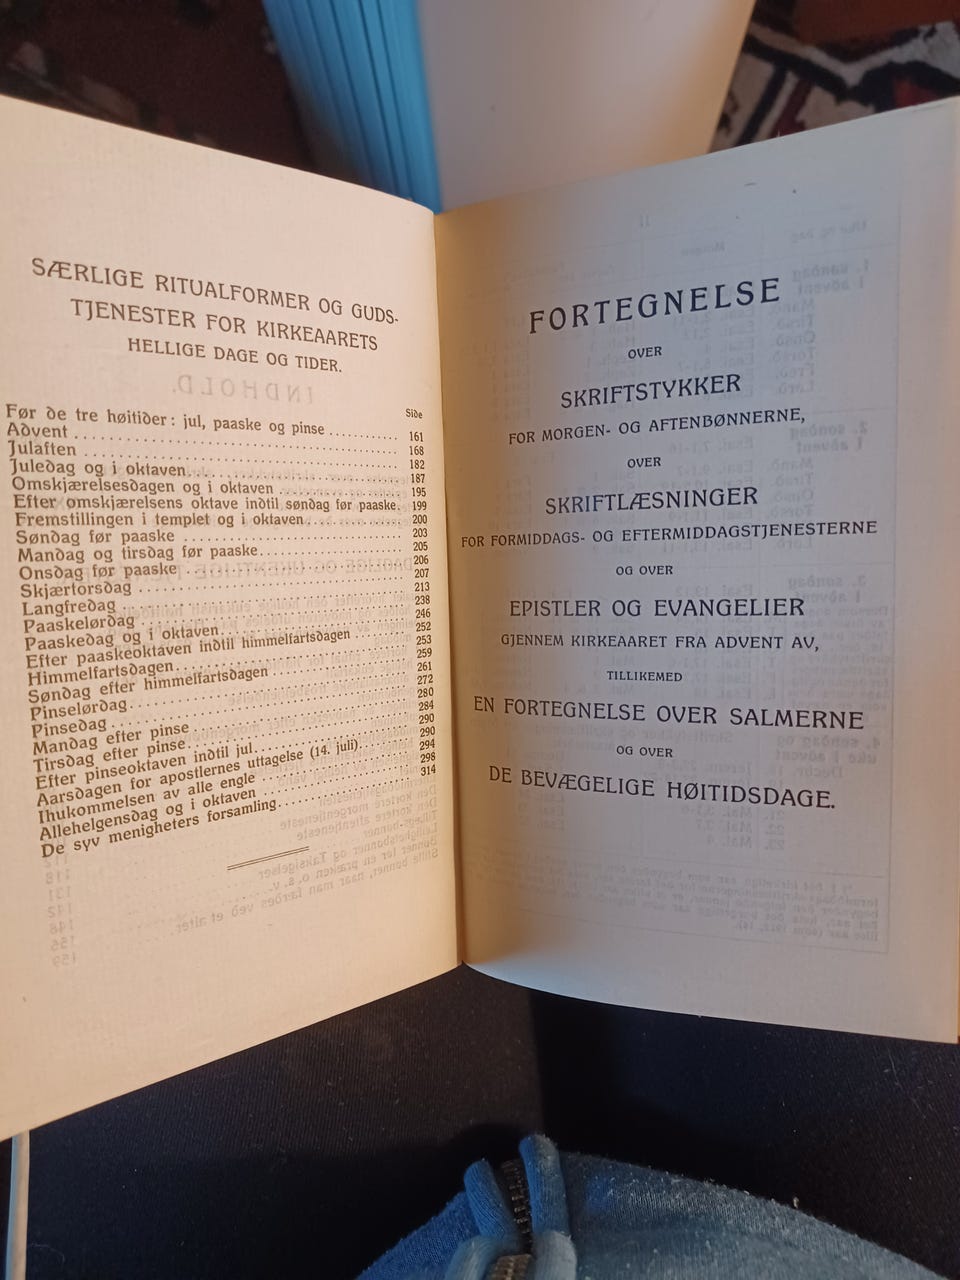 SÆRLIGE RITUALFORMER OG GUDS-
TJENESTER FOR KIRKEAARETS
HELLIGE DAGE OG TIDER.
Side
Før de tre høitider: jul, paaske og pinse ........... 161
Advent ........... 168
Julaften ........... 182
Juledag og i oktaven ........... 187
Omskjærelsesdagen og i oktaven ........... 195
Efter omskjærelsens oktave indtil søndag før paaske. 199
Fremstillingen i templet og i oktaven ........... 200
Søndag før paaske ........... 203
Mandag og tirsdag før paaske ........... 205
Onsdag før paaske ........... 206
Skjærtorsdag ........... 207
Langfredag ........... 213
Paaskelørdag ........... 238
Paaskedag og i oktaven ........... 246
Efter paaskeoktaven indtil himmelfartsdagen ........... 252
Himmelfartsdagen ........... 253
Søndag efter himmelfartsdagen ........... 259
Pinselørdag ........... 261
Pinsedag ........... 272
Mandag efter pinse ........... 280
Tirsdag efter pinse ........... 284
Efter pinseoktaven indtil jul ........... 290
Aarsdagen for apostlernes uttagelse (14. juli) ........... 290
Ihukommelsen av alle engle ........... 294
Allehelgensdag og i oktaven ........... 298
De syv menigheters forsamling ........... 314
FORTEGNELSE
OVER
SKRIFTSTYKKER
FOR MORGEN- OG AFTENBØNNERNE,
OVER
SKRIFTLÆSNINGER
FOR FORMIDDAGS- OG EFTERMIDDAGSTJENESTERNE
OG OVER
EPISTLER OG EVANGELIER
GJENNEM KIRKEAARET FRA ADVENT AV,
TILLIKEMED
EN FORTEGNELSE OVER SALMERNE
OG OVER
DE BEVÆGELIGE HØITIDSDAGE.